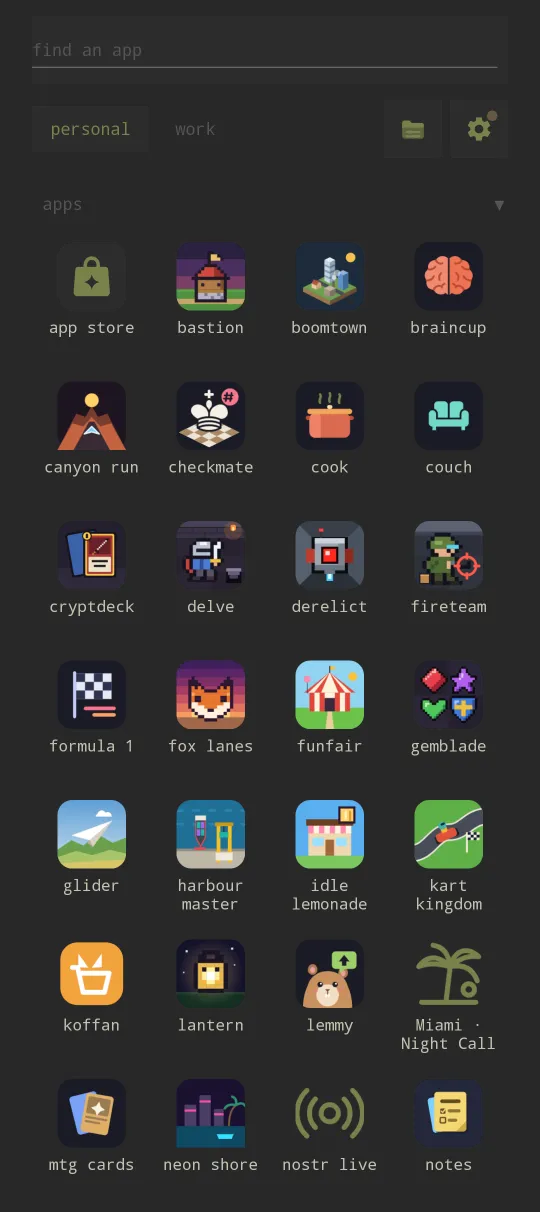 find an app
personal work
apps ▼
app store bastion boomtown braincup
#
canyon run checkmate cook couch
cryptdeck delve derelict fireteam
formula 1 fox lanes funfair gemblade
glider harbour master idle lemonade kart kingdom
koffan lantern lemmy Miami · Night Call
mtg cards neon shore nostr live notes